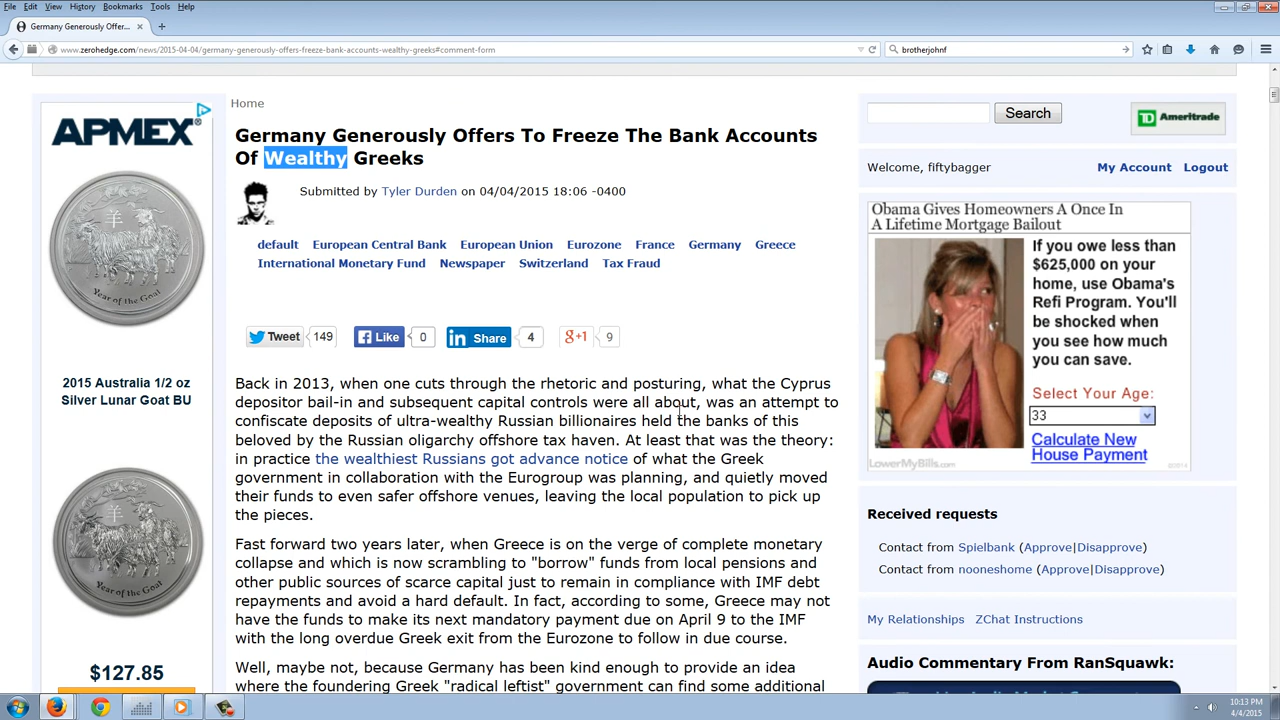 File Edit View History Bookmarks Tools Help
Germany Generously Offer... × +
www.zerohedge.com/news/2015-04-04/germany-generously-offers-freeze-bank-accounts-wealthy-greeks#comment-form
brotherjohnf
APMEX
Year of the Goat
2015 Australia 1/2 oz
Silver Lunar Goat BU
Year of the Goat
$127.85
Home
Germany Generously Offers To Freeze The Bank Accounts
Of Wealthy Greeks
Submitted by Tyler Durden on 04/04/2015 18:06 -0400
default European Central Bank European Union Eurozone France Germany Greece
International Monetary Fund Newspaper Switzerland Tax Fraud
Tweet 149 Like 0 in Share 4 g+1 9
Back in 2013, when one cuts through the rhetoric and posturing, what the Cyprus
depositor bail-in and subsequent capital controls were all about, was an attempt to
confiscate deposits of ultra-wealthy Russian billionaires held the banks of this
beloved by the Russian oligarchy offshore tax haven. At least that was the theory:
in practice the wealthiest Russians got advance notice of what the Greek
government in collaboration with the Eurogroup was planning, and quietly moved
their funds to even safer offshore venues, leaving the local population to pick up
the pieces.
Fast forward two years later, when Greece is on the verge of complete monetary
collapse and which is now scrambling to "borrow" funds from local pensions and
other public sources of scarce capital just to remain in compliance with IMF debt
repayments and avoid a hard default. In fact, according to some, Greece may not
have the funds to make its next mandatory payment due on April 9 to the IMF
with the long overdue Greek exit from the Eurozone to follow in due course.
Well, maybe not, because Germany has been kind enough to provide an idea
where the foundering Greek "radical leftist" government can find some additional
Search
TD Ameritrade
Welcome, fiftybagger My Account Logout
Obama Gives Homeowners A Once In
A Lifetime Mortgage Bailout
If you owe less than
$625,000 on your
home, use Obama's
Refi Program. You'll
be shocked when
you see how much
you can save.
Select Your Age:
33
Calculate New
House Payment
LowerMyBills.com
Received requests
Contact from Spielbank (Approve|Disapprove)
Contact from nooneshome (Approve|Disapprove)
My Relationships ZChat Instructions
Audio Commentary From RanSquawk:
10:13 PM
4/4/2015